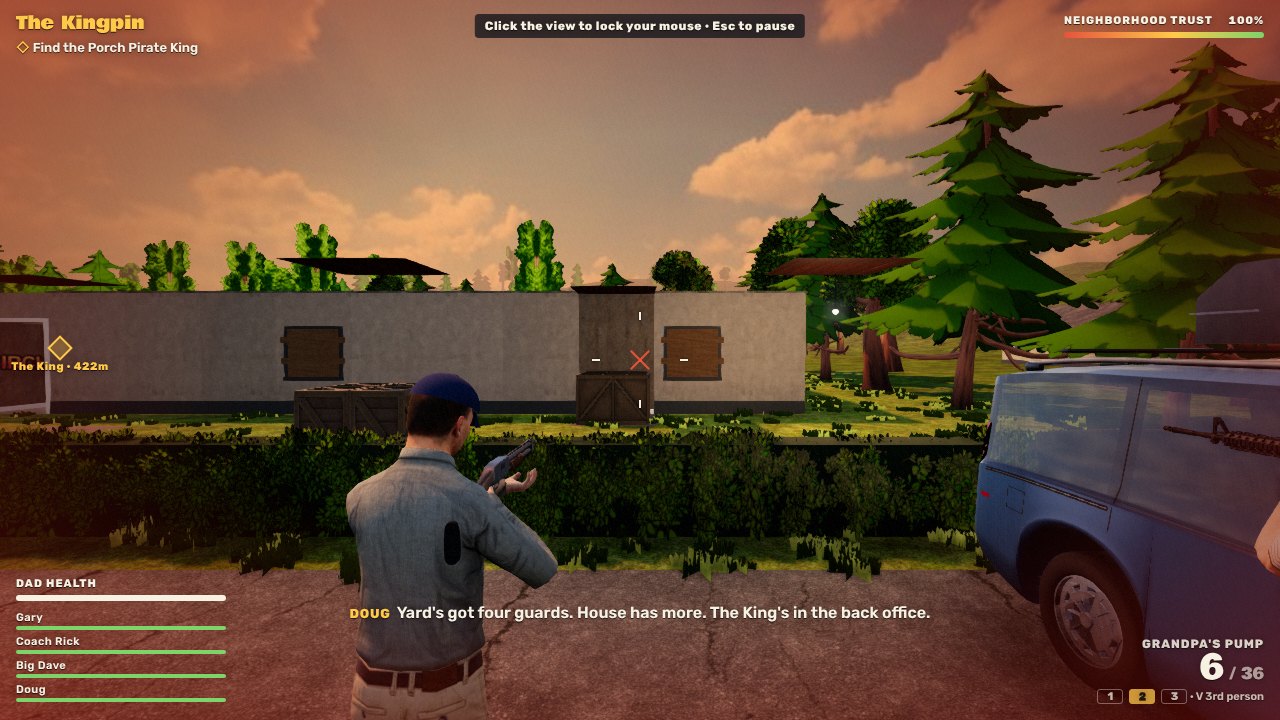 The Kingpin
Find the Porch Pirate King
Click the view to lock your mouse • Esc to pause
NEIGHBORHOOD TRUST 100%
The King • 422m
DAD HEALTH
Gary
Coach Rick
Big Dave
Doug
DOUG Yard's got four guards. House has more. The King's in the back office.
GRANDPA'S PUMP
6 / 36
1 2 3 • V 3rd person